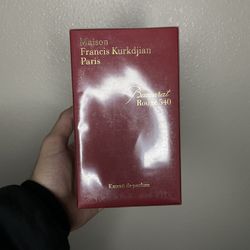 Maison
Francis Kurkdjian
Paris
Baccarat
Rouge 540
Extrait de parfum